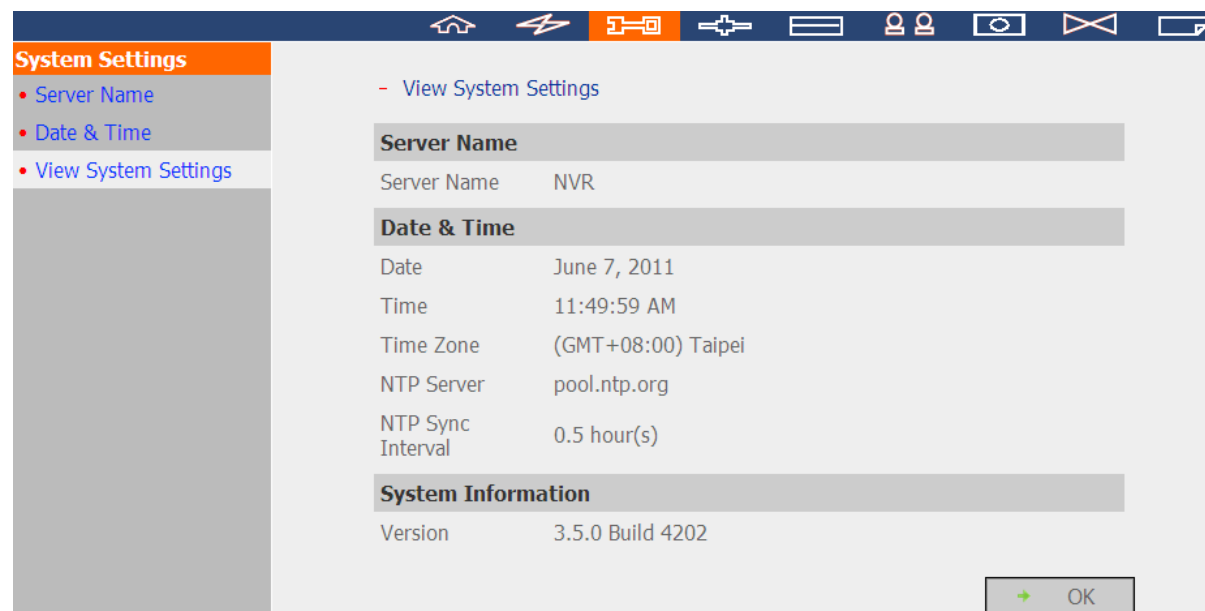 System Settings
• Server Name
• Date & Time
• View System Settings
– View System Settings
Server Name
Server Name NVR
Date & Time
Date June 7, 2011
Time 11:49:59 AM
Time Zone (GMT+08:00) Taipei
NTP Server pool.ntp.org
NTP Sync
Interval 0.5 hour(s)
System Information
Version 3.5.0 Build 4202
OK